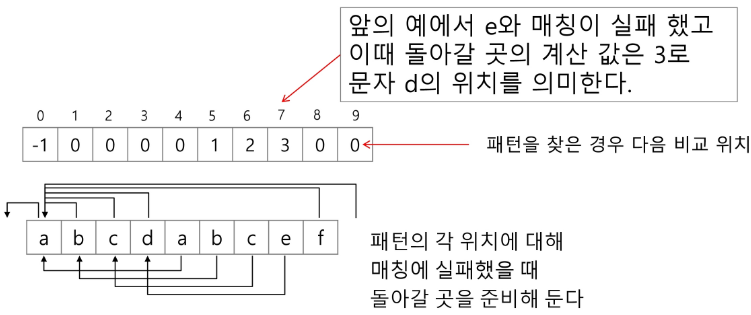 앞의 예에서 e와 매칭이 실패 했고
이때 돌아갈 곳의 계산 값은 3로
문자 d의 위치를 의미한다.
0 1 2 3 4 5 6 7 8 9
-1 0 0 0 0 1 2 3 0 0
패턴을 찾은 경우 다음 비교 위치
a b c d a b c e f
패턴의 각 위치에 대해
매칭에 실패했을 때
돌아갈 곳을 준비해 둔다